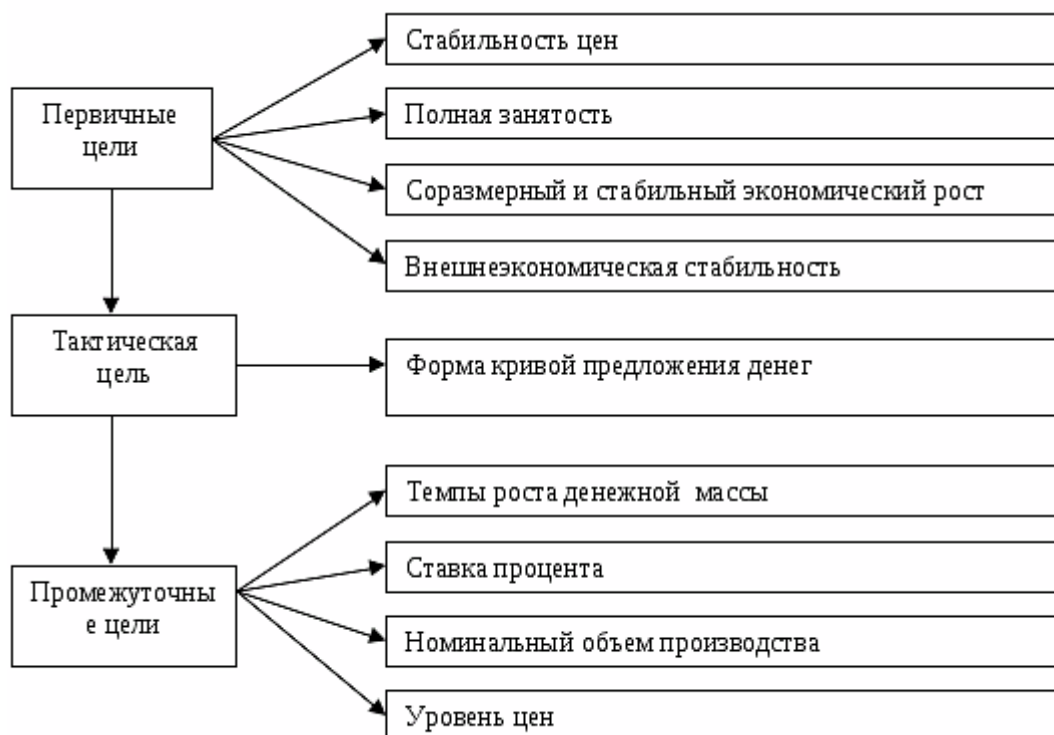 Первичные
цели
Стабильность цен
Полная занятость
Соразмерный и стабильный экономический рост
Внешнеэкономическая стабильность
Тактическая
цель
Форма кривой предложения денег
Промежуточны
е цели
Темпы роста денежной массы
Ставка процента
Номинальный объем производства
Уровень цен